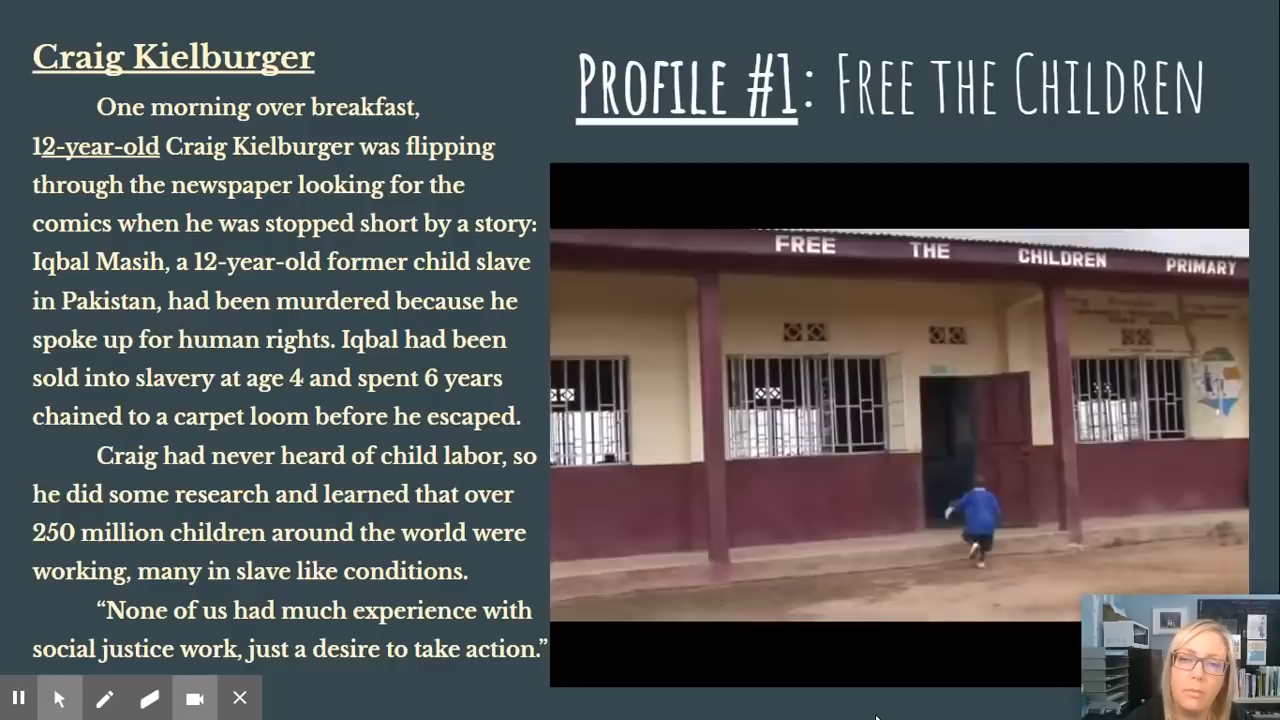 Craig Kielburger
One morning over breakfast,
12-year-old Craig Kielburger was flipping
through the newspaper looking for the
comics when he was stopped short by a story:
Iqbal Masih, a 12-year-old former child slave
in Pakistan, had been murdered because he
spoke up for human rights. Iqbal had been
sold into slavery at age 4 and spent 6 years
chained to a carpet loom before he escaped.
Craig had never heard of child labor, so
he did some research and learned that over
250 million children around the world were
working, many in slave like conditions.
“None of us had much experience with
social justice work, just a desire to take action.”
PROFILE #1: FREE THE CHILDREN
FREE THE CHILDREN PRIMARY